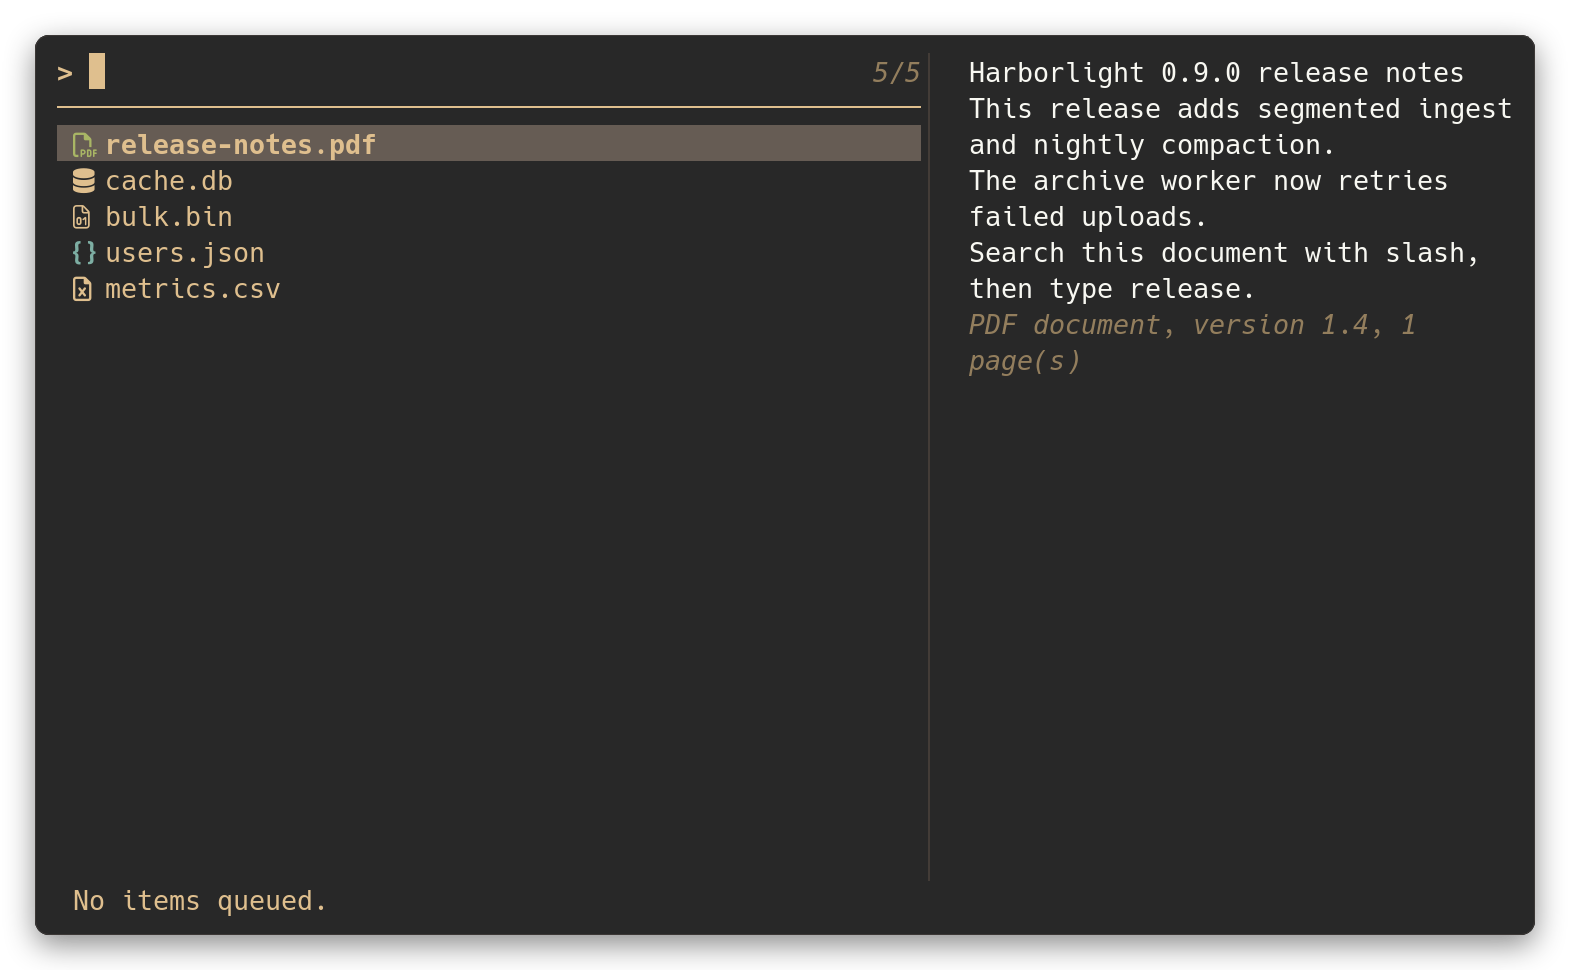 > 5/5
release-notes.pdf
cache.db
bulk.bin
{} users.json
metrics.csv
Harborlight 0.9.0 release notes
This release adds segmented ingest
and nightly compaction.
The archive worker now retries
failed uploads.
Search this document with slash,
then type release.
PDF document, version 1.4, 1
page(s)
No items queued.